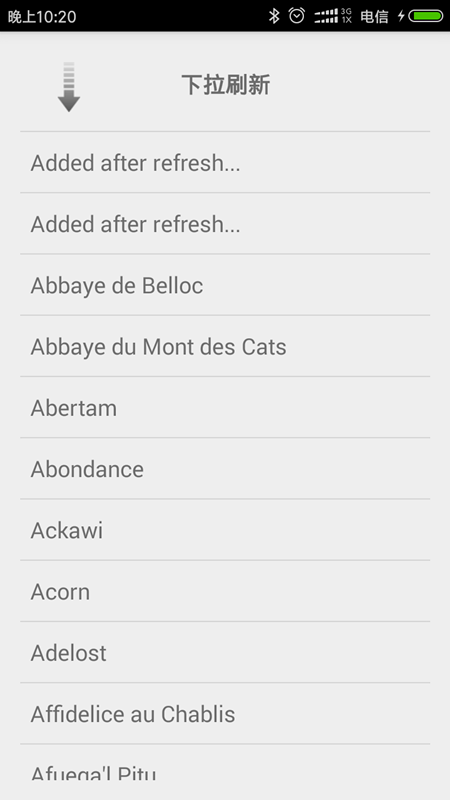 晚上10:20
3G
1X
电信
下拉刷新
Added after refresh...
Added after refresh...
Abbaye de Belloc
Abbaye du Mont des Cats
Abertam
Abondance
Ackawi
Acorn
Adelost
Affidelice au Chablis
Afuega'l Pitu